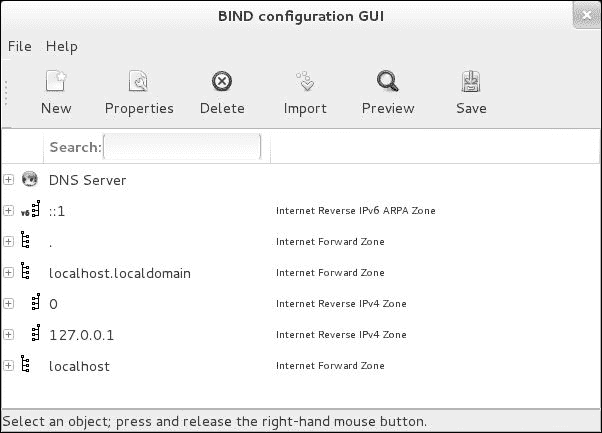 BIND configuration GUI
File Help
New Properties Delete Import Preview Save
Search:
DNS Server
v6 ::1 Internet Reverse IPv6 ARPA Zone
. Internet Forward Zone
localhost.localdomain Internet Forward Zone
0 Internet Reverse IPv4 Zone
127.0.0.1 Internet Reverse IPv4 Zone
localhost Internet Forward Zone
Select an object; press and release the right-hand mouse button.